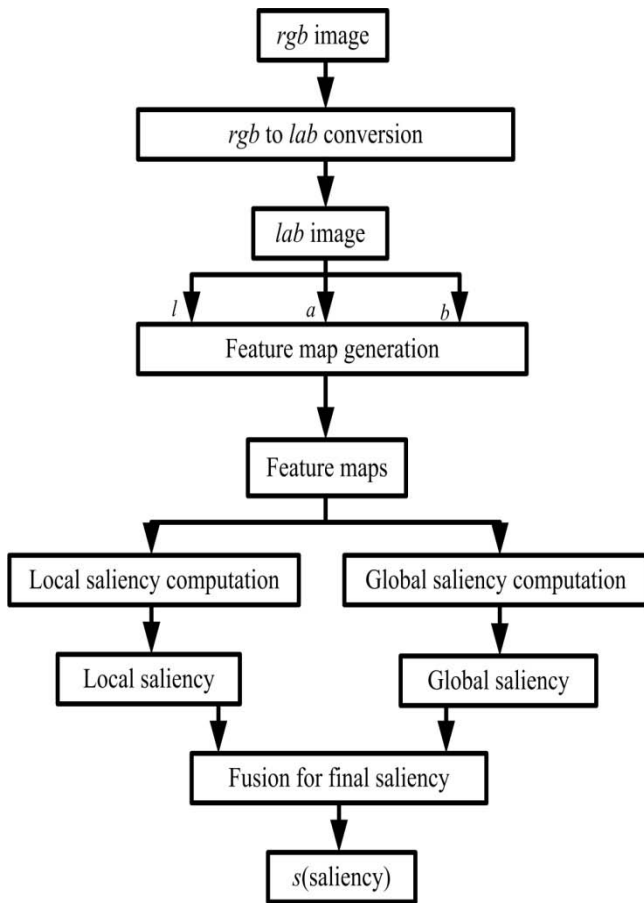 rgb image
rgb to lab conversion
lab image
l a b
Feature map generation
Feature maps
Local saliency computation
Global saliency computation
Local saliency
Global saliency
Fusion for final saliency
s(saliency)